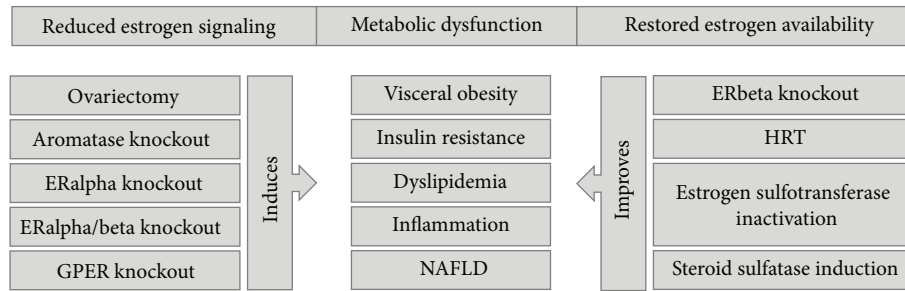 Reduced estrogen signaling
Metabolic dysfunction
Restored estrogen availability
Ovariectomy
Aromatase knockout
ERalpha knockout
ERalpha/beta knockout
GPER knockout
Induces
Visceral obesity
Insulin resistance
Dyslipidemia
Inflammation
NAFLD
Improves
ERbeta knockout
HRT
Estrogen sulfotransferase
inactivation
Steroid sulfatase induction